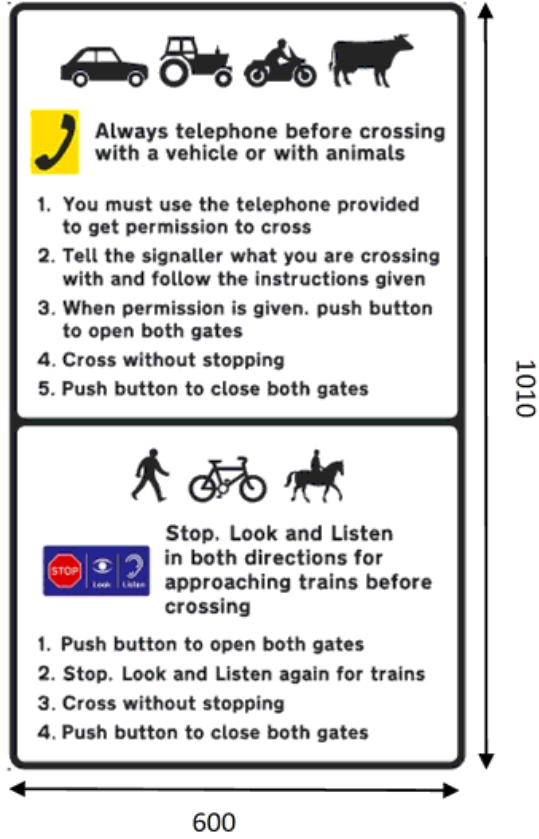 Always telephone before crossing
with a vehicle or with animals
1. You must use the telephone provided
to get permission to cross
2. Tell the signaller what you are crossing
with and follow the instructions given
3. When permission is given. push button
to open both gates
4. Cross without stopping
5. Push button to close both gates
Stop. Look and Listen
in both directions for
approaching trains before
crossing
STOP
Look
Listen
1. Push button to open both gates
2. Stop. Look and Listen again for trains
3. Cross without stopping
4. Push button to close both gates
1010
600